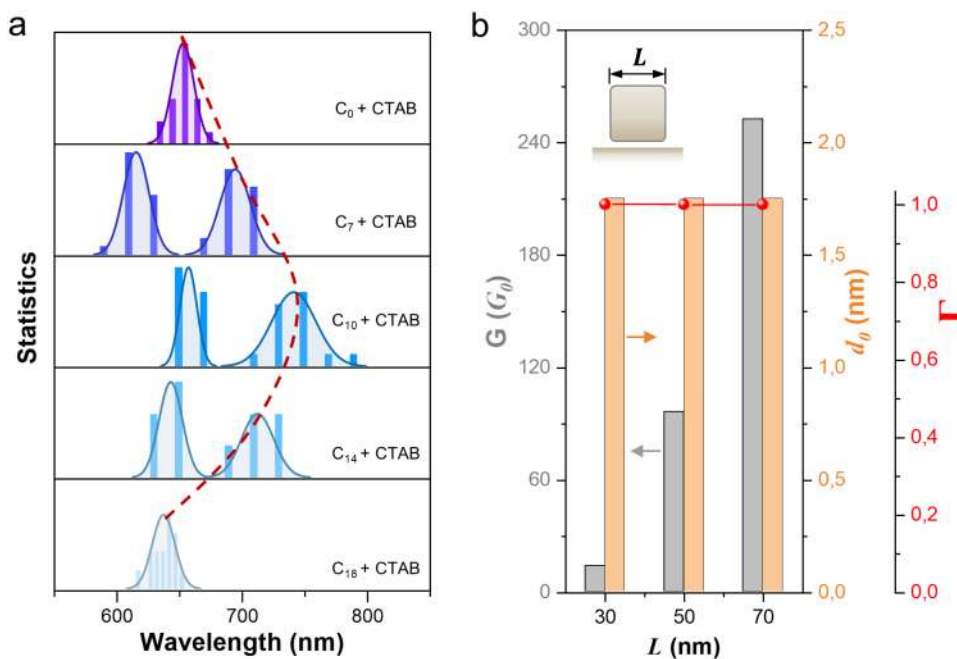 a
Statistics
C₀ + CTAB
C₇ + CTAB
C₁₀ + CTAB
C₁₄ + CTAB
C₁₈ + CTAB
600
700
800
Wavelength (nm)
b
G (G₀)
300
240
180
120
60
0
L
30
50
70
L (nm)
2,5
2,0
1,5
1,0
0,5
0,0
d₀ (nm)
1,0
0,8
0,6
0,4
0,2
0,0
Γ